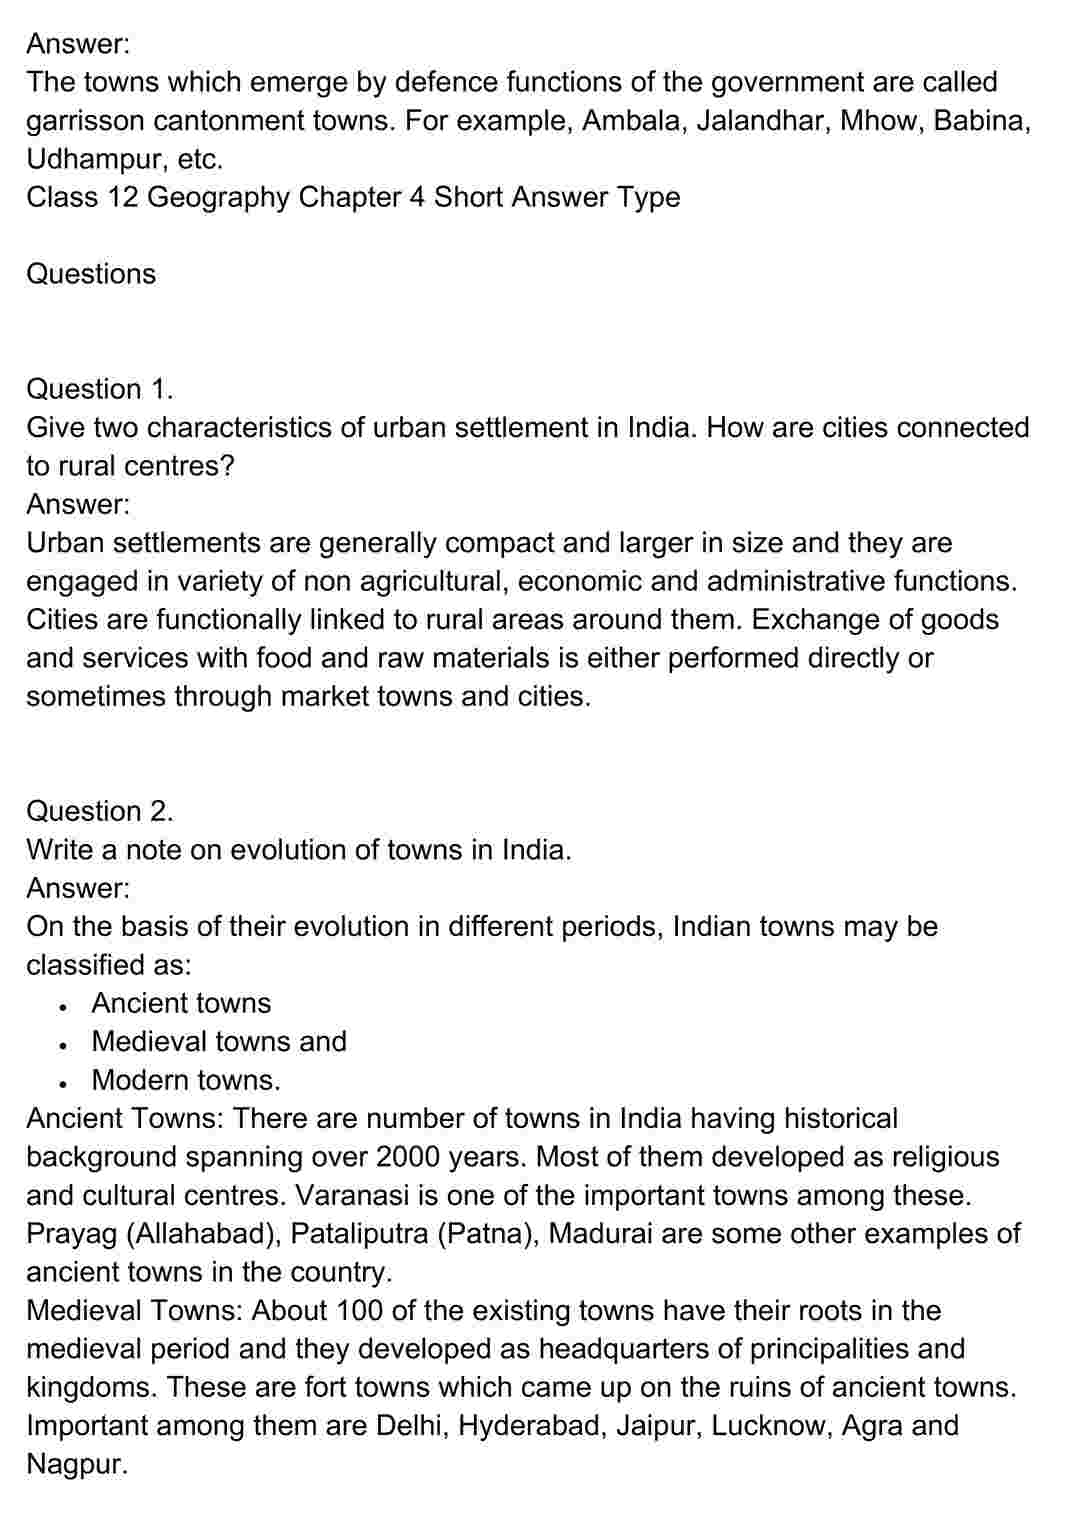 Answer:
The towns which emerge by defence functions of the government are called
garrisson cantonment towns. For example, Ambala, Jalandhar, Mhow, Babina,
Udhampur, etc.
Class 12 Geography Chapter 4 Short Answer Type
Questions
Question 1.
Give two characteristics of urban settlement in India. How are cities connected
to rural centres?
Answer:
Urban settlements are generally compact and larger in size and they are
engaged in variety of non agricultural, economic and administrative functions.
Cities are functionally linked to rural areas around them. Exchange of goods
and services with food and raw materials is either performed directly or
sometimes through market towns and cities.
Question 2.
Write a note on evolution of towns in India.
Answer:
On the basis of their evolution in different periods, Indian towns may be
classified as:
• Ancient towns
• Medieval towns and
• Modern towns.
Ancient Towns: There are number of towns in India having historical
background spanning over 2000 years. Most of them developed as religious
and cultural centres. Varanasi is one of the important towns among these.
Prayag (Allahabad), Pataliputra (Patna), Madurai are some other examples of
ancient towns in the country.
Medieval Towns: About 100 of the existing towns have their roots in the
medieval period and they developed as headquarters of principalities and
kingdoms. These are fort towns which came up on the ruins of ancient towns.
Important among them are Delhi, Hyderabad, Jaipur, Lucknow, Agra and
Nagpur.